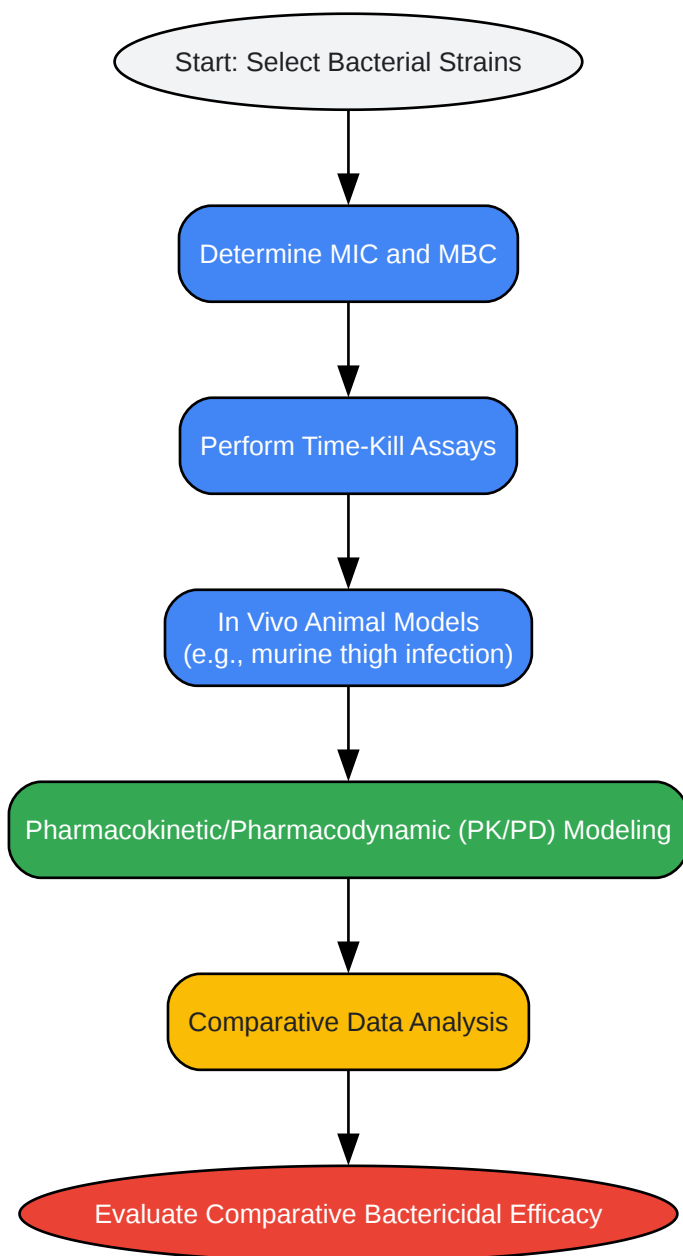 Start: Select Bacterial Strains
Determine MIC and MBC
Perform Time-Kill Assays
In Vivo Animal Models
(e.g., murine thigh infection)
Pharmacokinetic/Pharmacodynamic (PK/PD) Modeling
Comparative Data Analysis
Evaluate Comparative Bactericidal Efficacy